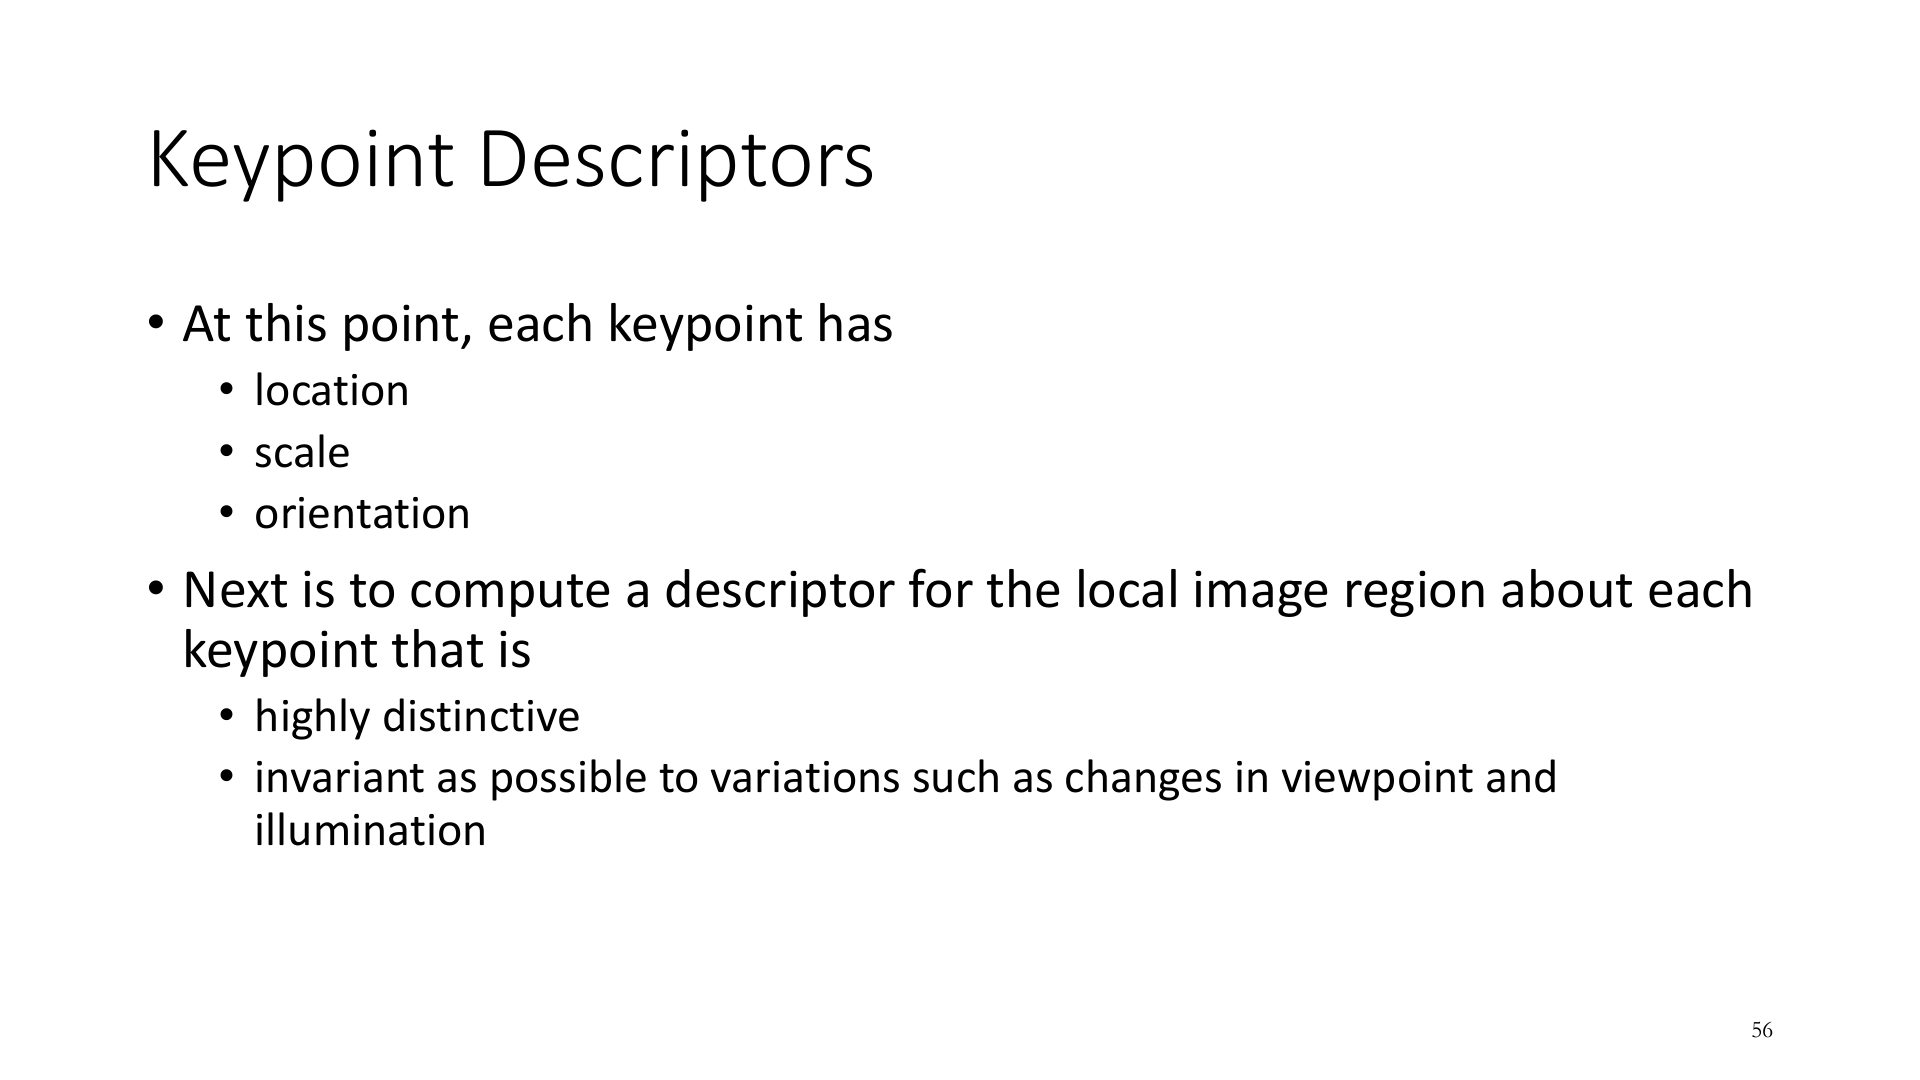 Keypoint Descriptors
• At this point, each keypoint has
• location
• scale
• orientation
• Next is to compute a descriptor for the local image region about each
keypoint that is
• highly distinctive
• invariant as possible to variations such as changes in viewpoint and
illumination
56